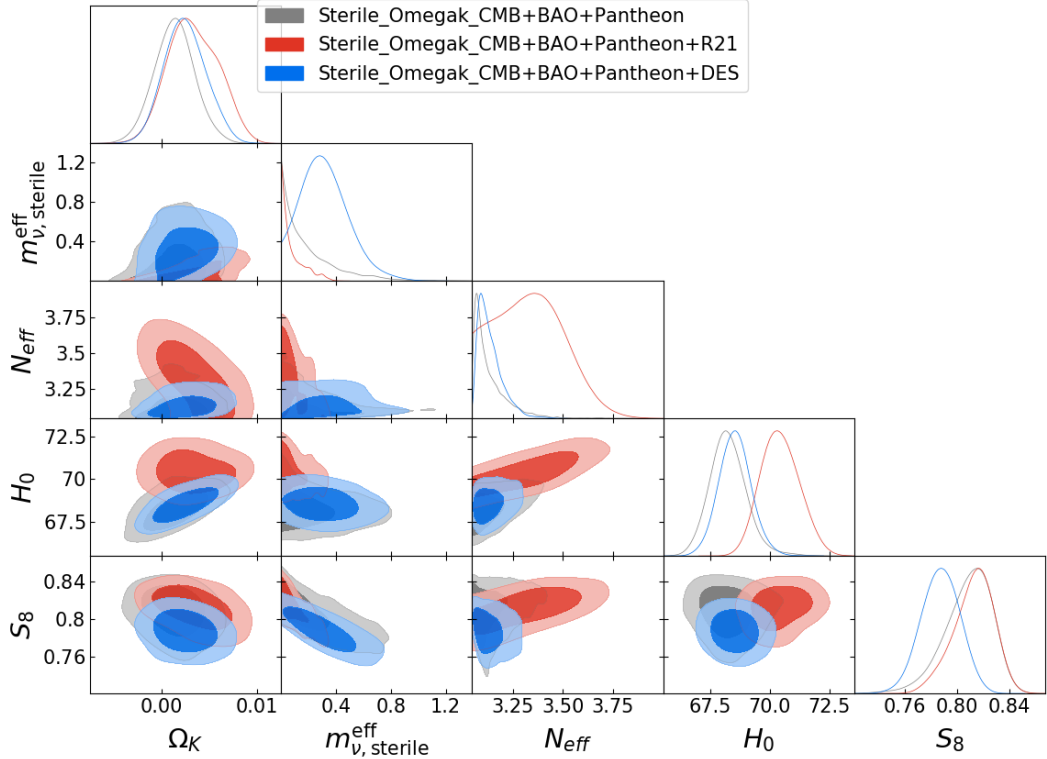 Sterile_Omegak_CMB+BAO+Pantheon
Sterile_Omegak_CMB+BAO+Pantheon+R21
Sterile_Omegak_CMB+BAO+Pantheon+DES
1.2
0.8
0.4
m^eff_ν, sterile
3.75
3.50
3.25
N_eff
72.5
70.0
67.5
H_0
0.84
0.80
0.76
S_8
0.00 0.01 0.4 0.8 1.2 3.25 3.75 67.5 70.0 72.5 0.76 0.80 0.84
Ω_K m^eff_ν, sterile N_eff H_0 S_8